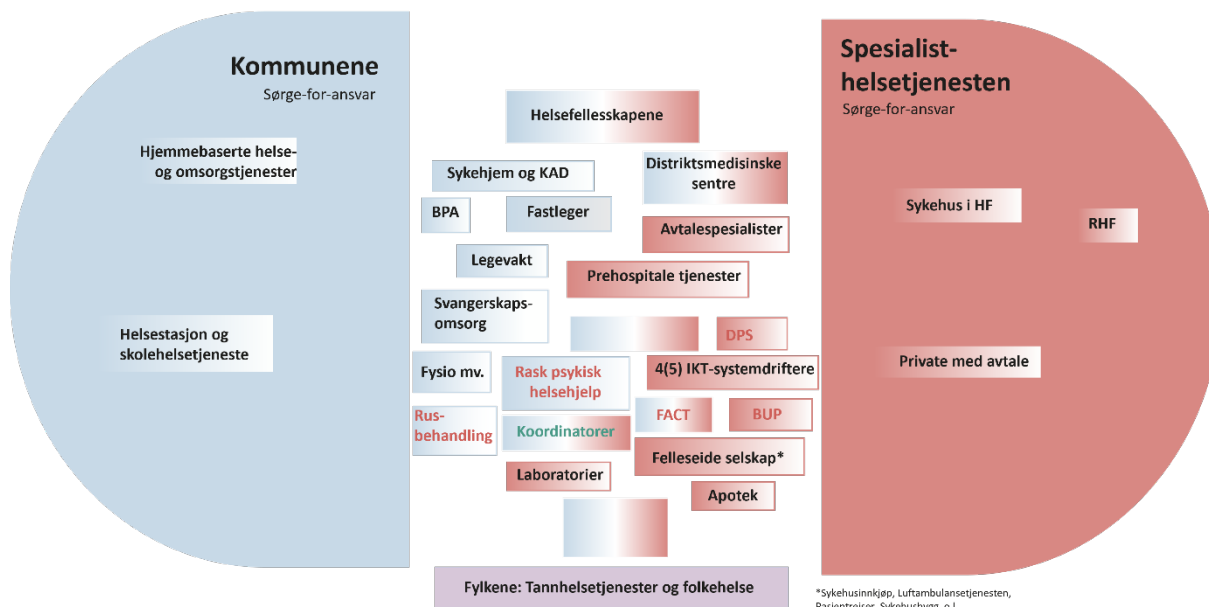 Kommunene
Sørge-for-ansvar
Hjemmebaserte helse-
og omsorgstjenester
Helsestasjon og
skolehelsetjeneste
Helsefellesskapene
Sykehjem og KAD
Distriktsmedisinske
sentre
BPA
Fastleger
Avtalespesialister
Legevakt
Prehospitale tjenester
Svangerskaps-
omsorg
DPS
Fysio mv.
Rask psykisk
helsehjelp
4(5) IKT-systemdriftere
Rus-
behandling
FACT
BUP
Koordinatorer
Felleseide selskap*
Laboratorier
Apotek
Fylkene: Tannhelsetjenester og folkehelse
Spesialist-
helsetjenesten
Sørge-for-ansvar
Sykehus i HF
RHF
Private med avtale
*Sykehusinnkjøp, Luftambulansetjenesten,
Pasientreiser, Sykehusbygg, o.l